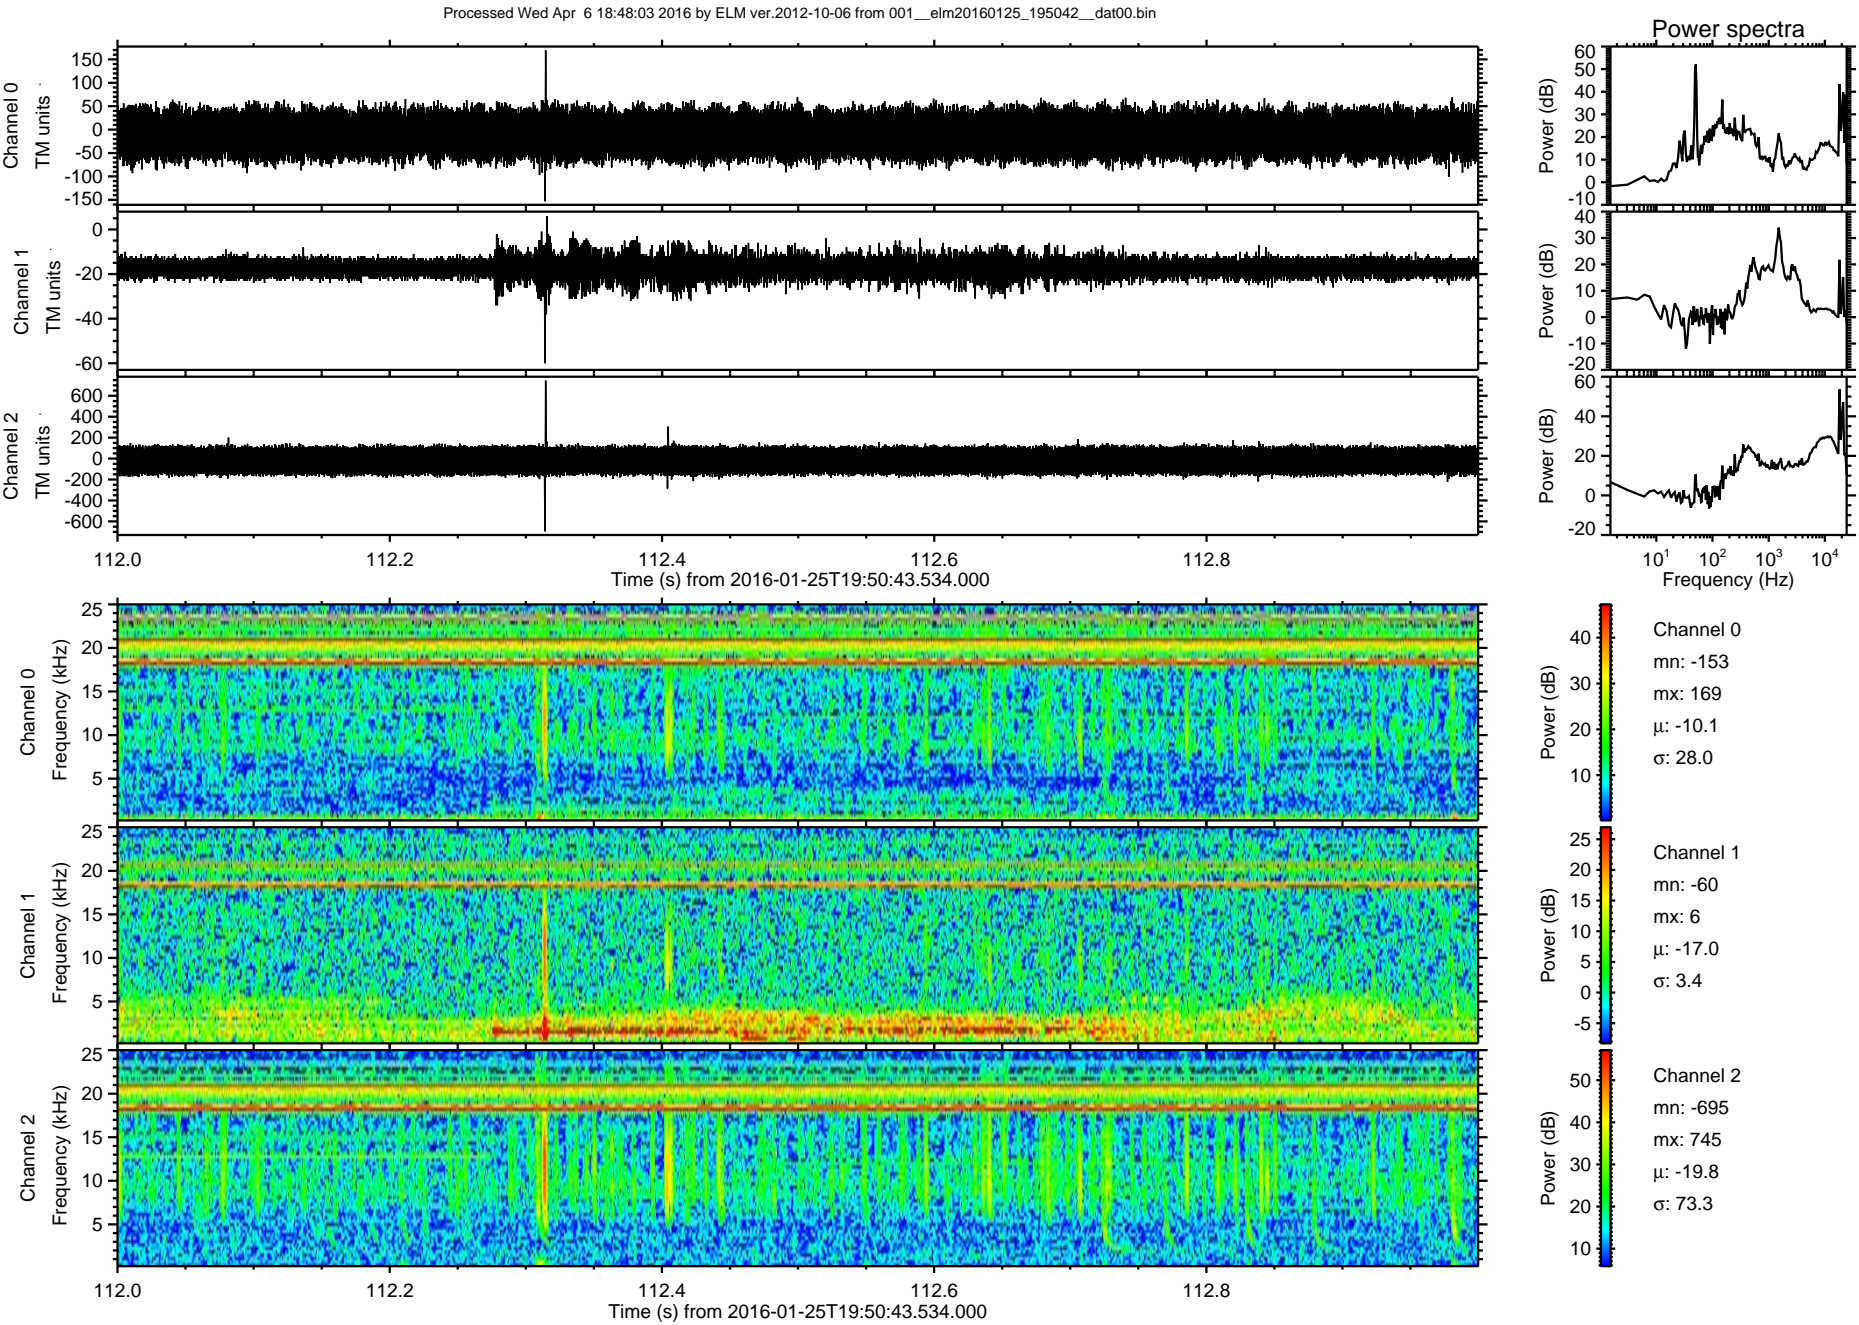 Processed Wed Apr 6 18:48:03 2016 by ELM ver.2012-10-06 from 001__elm20160125_195042__dat00.bin
Power spectra
Channel 0
TM units
150
100
50
0
-50
-100
-150
Power (dB)
60
50
40
30
20
10
0
-10
Channel 1
TM units
0
-20
-40
-60
Power (dB)
40
30
20
10
0
-10
-20
Channel 2
TM units
600
400
200
0
-200
-400
-600
Power (dB)
60
40
20
0
-20
112.0 112.2 112.4 112.6 112.8
Time (s) from 2016-01-25T19:50:43.534.000
10¹ 10² 10³ 10⁴
Frequency (Hz)
Channel 0
Frequency (kHz)
25
20
15
10
5
Power (dB)
40
30
20
10
Channel 0
mn: -153
mx: 169
µ: -10.1
σ: 28.0
Channel 1
Frequency (kHz)
25
20
15
10
5
Power (dB)
25
20
15
10
5
0
-5
Channel 1
mn: -60
mx: 6
µ: -17.0
σ: 3.4
Channel 2
Frequency (kHz)
25
20
15
10
5
Power (dB)
50
40
30
20
10
Channel 2
mn: -695
mx: 745
µ: -19.8
σ: 73.3
112.0 112.2 112.4 112.6 112.8
Time (s) from 2016-01-25T19:50:43.534.000